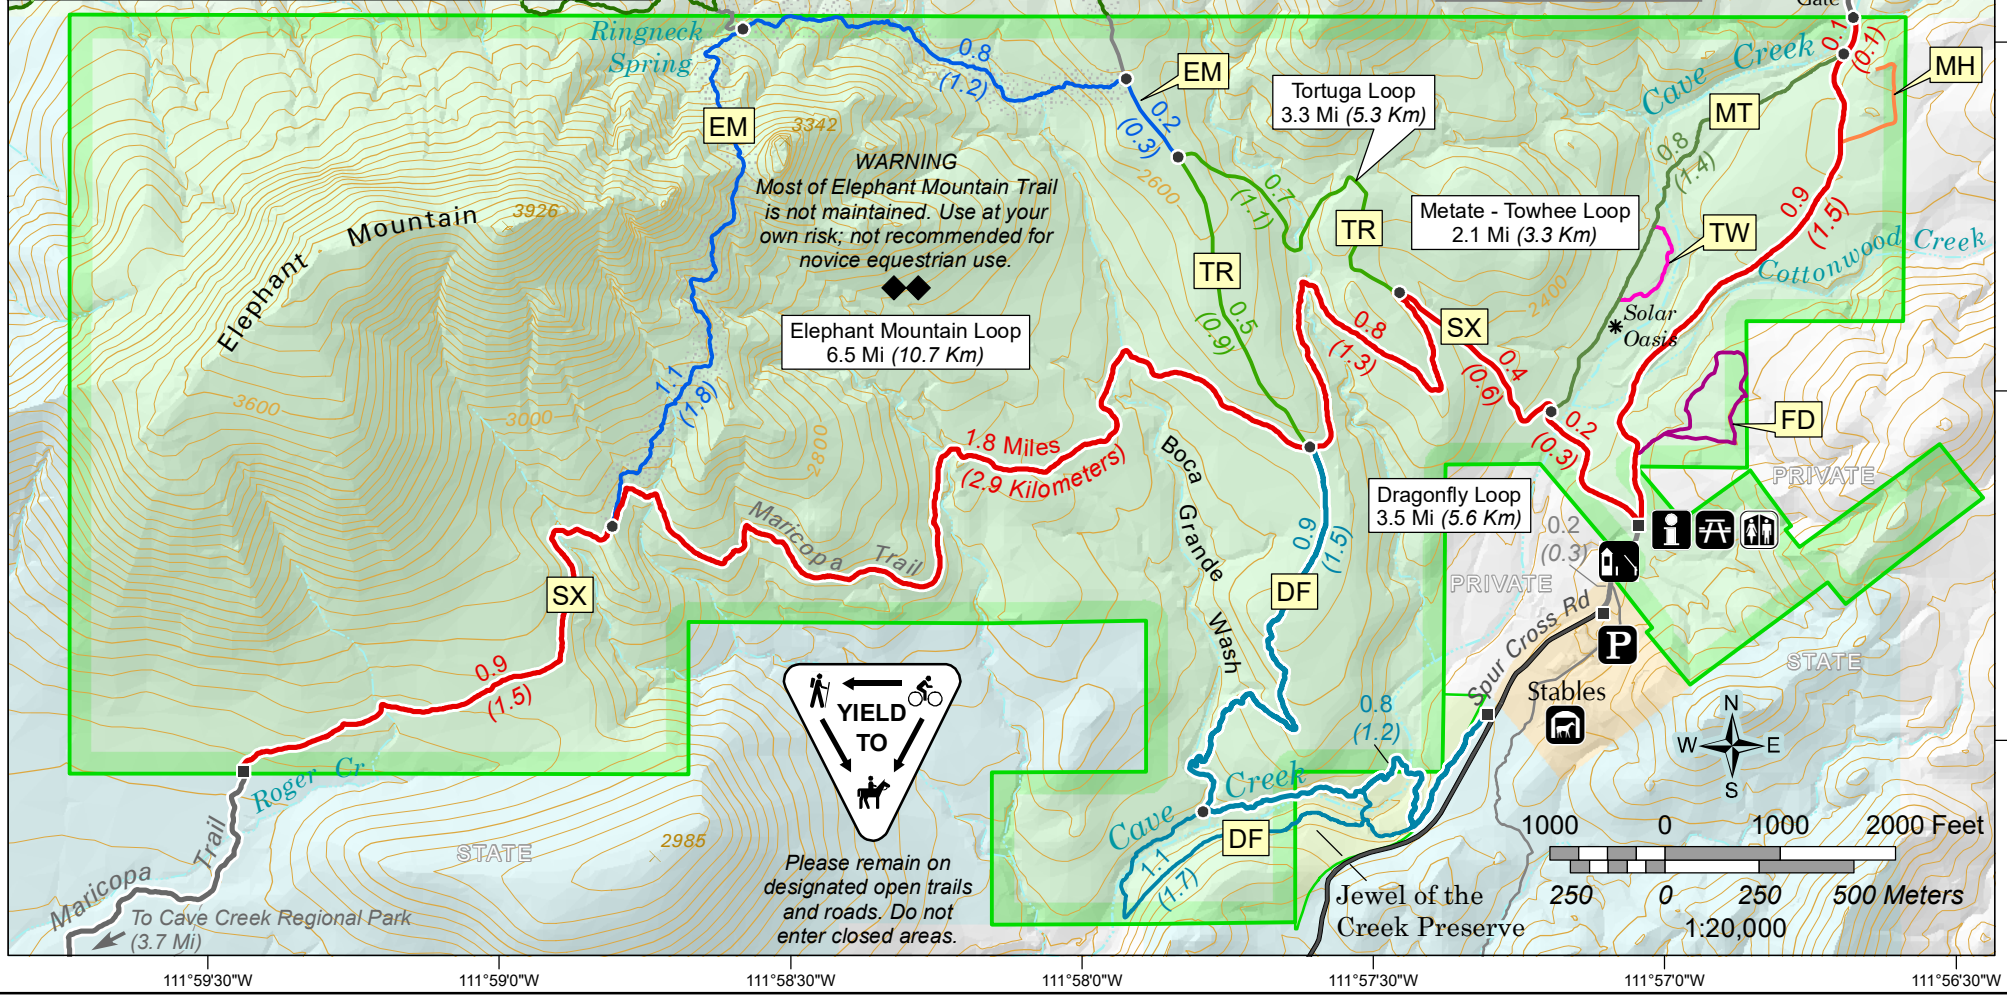 Gate
Ringneck
Spring
0.8
(1.2)
EM
0.2
(0.3)
EM
3342
Tortuga Loop
3.3 Mi (5.3 Km)
Cave Creek
0.1
(0.1)
MH
MT
0.8
(1.4)
0.9
(1.5)
WARNING
Most of Elephant Mountain Trail
is not maintained. Use at your
own risk; not recommended for
novice equestrian use.
Elephant Mountain
3926
2600
0.7
(1.1)
TR
TR
Metate - Towhee Loop
2.1 Mi (3.3 Km)
TW
Cottonwood Creek
2400
Solar
Oasis
Elephant Mountain Loop
6.5 Mi (10.7 Km)
0.5
(0.9)
0.8
(1.3)
SX
0.4
(0.6)
1.1
(1.8)
3600
3000
2800
1.8 Miles
(2.9 Kilometers)
0.2
(0.3)
FD
PRIVATE
Boca Grande Wash
Dragonfly Loop
3.5 Mi (5.6 Km)
0.2
(0.3)
Maricopa Trail
0.9
(1.5)
DF
PRIVATE
SX
0.9
(1.5)
Spur Cross Rd
P
STATE
Stables
YIELD
TO
0.8
(1.2)
N
W E
S
Roger Cr
Cave Creek
DF
1.1
(1.7)
2985
STATE
Maricopa Trail
To Cave Creek Regional Park
(3.7 Mi)
Please remain on
designated open trails
and roads. Do not
enter closed areas.
Jewel of the
Creek Preserve
1000 0 1000 2000 Feet
250 0 250 500 Meters
1:20,000
111°59'30"W 111°59'0"W 111°58'30"W 111°58'0"W 111°57'30"W 111°57'0"W 111°56'30"W